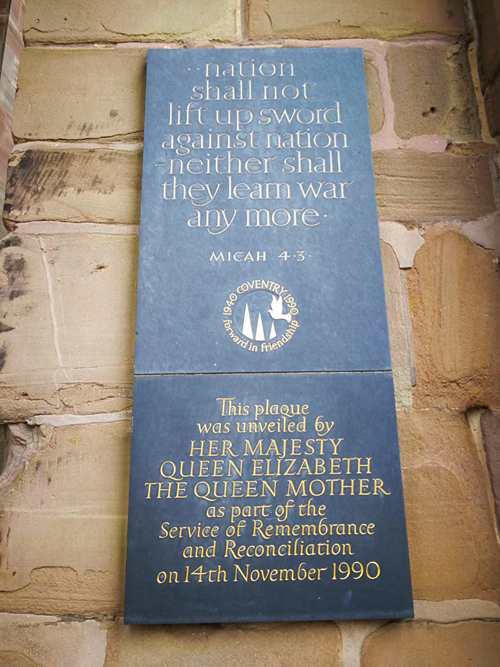 ··nation
shall not
lift up sword
against nation
-neither shall
they learn war
any more·
MICAH 4·3·
1940 COVENTRY 1990
forward in friendship
This plaque
was unveiled by
HER MAJESTY
QUEEN ELIZABETH
THE QUEEN MOTHER
as part of the
Service of Remembrance
and Reconciliation
on 14th November 1990